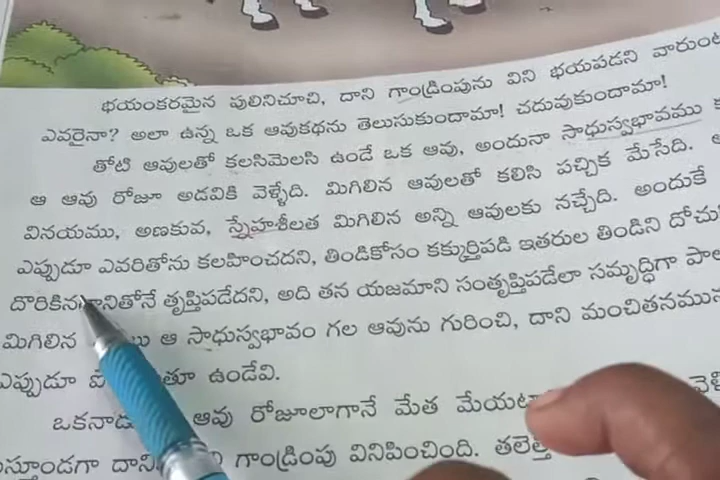 భయంకరమైన పులినిచూచి, దాని గాండ్రింపును విని భయపడని వారుంట
ఎవరైనా? అలా ఉన్న ఒక ఆవుకథను తెలుసుకుందామా! చదువుకుందామా!
తోటి ఆవులతో కలసిమెలసి ఉండే ఒక ఆవు, అందునా సాధుస్వభావము
ఆ ఆవు రోజూ అడవికి వెళ్ళేది. మిగిలిన ఆవులతో కలిసి పచ్చిక మేసేది.
వినయము, అణకువ, స్నేహశీలత మిగిలిన అన్ని ఆవులకు నచ్చేది. అందుకే
ఎప్పుడూ ఎవరితోను కలహించదని, తిండికోసం కక్కుర్తిపడి ఇతరుల తిండిని దోచు
దొరికిన దానితోనే తృప్తిపడేదని, అది తన యజమాని సంతృప్తిపడేలా సమృద్ధిగా పాల
మిగిలిన ఆ సాధుస్వభావం గల ఆవును గురించి, దాని మంచితనమును
ఎప్పుడూ ఉండేవి.
ఒకనాడు ఆవు రోజూలాగానే మేత మేయటా
స్తూండగా దాని గాండ్రింపు వినిపించింది. తలెత్తి